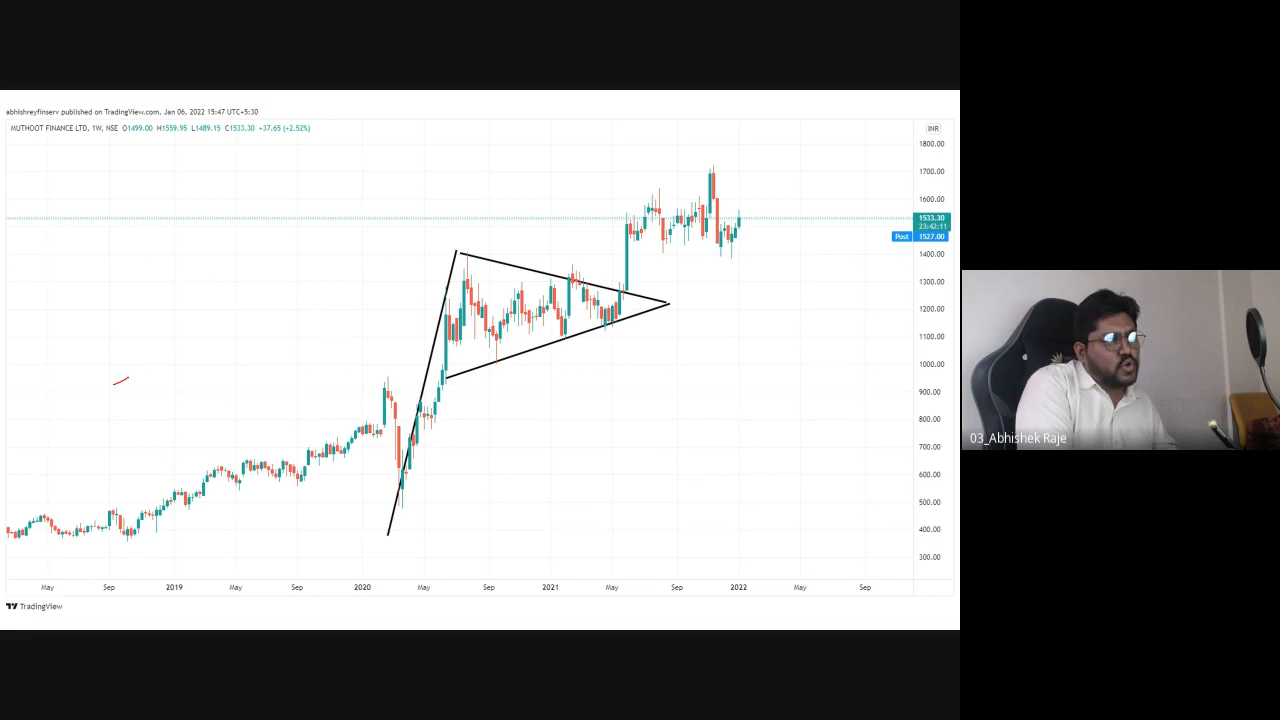 abhishreyfinserv published on TradingView.com, Jan 06, 2022 15:47 UTC+5:30
MUTHOOT FINANCE LTD, 1W, NSE O1499.00 H1559.95 L1489.15 C1533.30 +37.65 (+2.52%)
INR
1800.00
1700.00
1600.00
1533.30
23:42:11
Post 1527.00
1400.00
1300.00
1200.00
1100.00
1000.00
900.00
800.00
700.00
600.00
500.00
400.00
300.00
May Sep 2019 May Sep 2020 May Sep 2021 May Sep 2022 May Sep
TradingView
03_Abhishek Raje